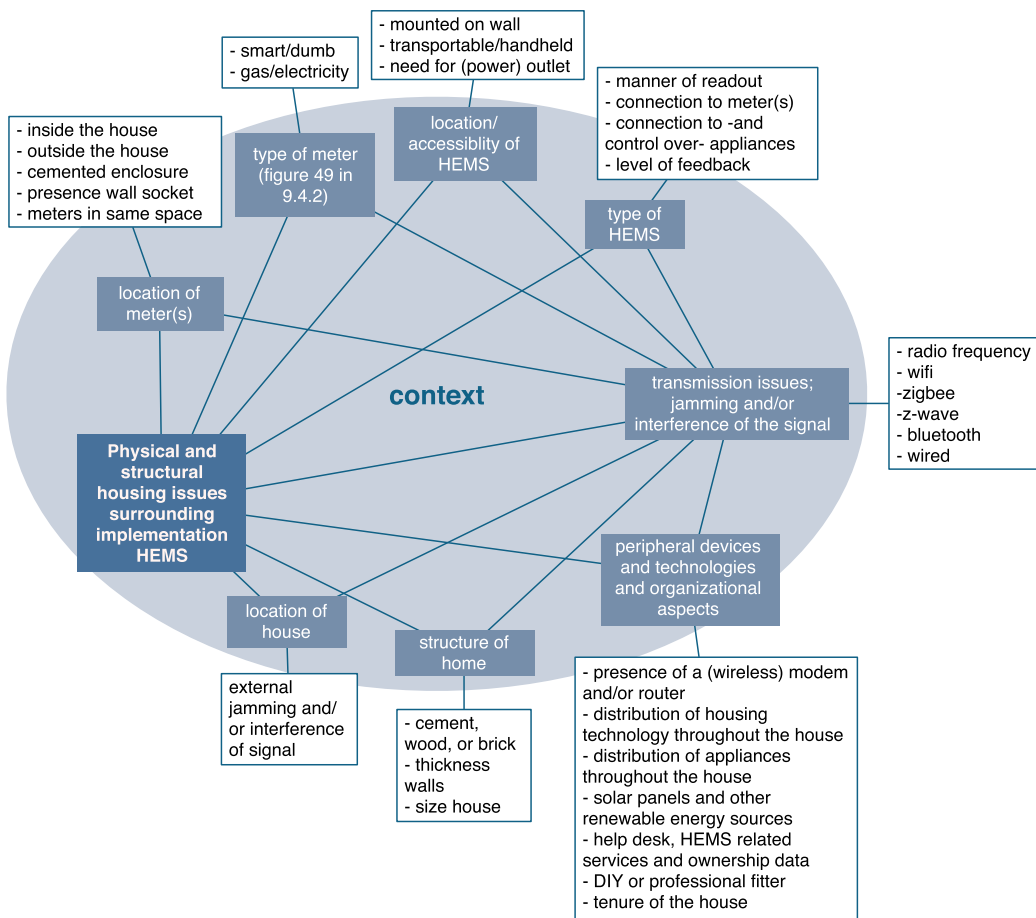 - smart/dumb
- gas/electricity
- mounted on wall
- transportable/handheld
- need for (power) outlet
- manner of readout
- connection to meter(s)
- connection to -and
control over- appliances
- level of feedback
- inside the house
- outside the house
- cemented enclosure
- presence wall socket
- meters in same space
type of meter
(figure 49 in
9.4.2)
location/
accessiblity of
HEMS
type of
HEMS
location of
meter(s)
context
transmission issues;
jamming and/or
interference of the signal
- radio frequency
- wifi
-zigbee
-z-wave
- bluetooth
- wired
Physical and
structural
housing issues
surrounding
implementation
HEMS
peripheral devices
and technologies
and organizational
aspects
location of
house
structure of
home
external
jamming and/
or interference
of signal
- cement,
wood, or brick
- thickness
walls
- size house
- presence of a (wireless) modem
and/or router
- distribution of housing
technology throughout the house
- distribution of appliances
throughout the house
- solar panels and other
renewable energy sources
- help desk, HEMS related
services and ownership data
- DIY or professional fitter
- tenure of the house